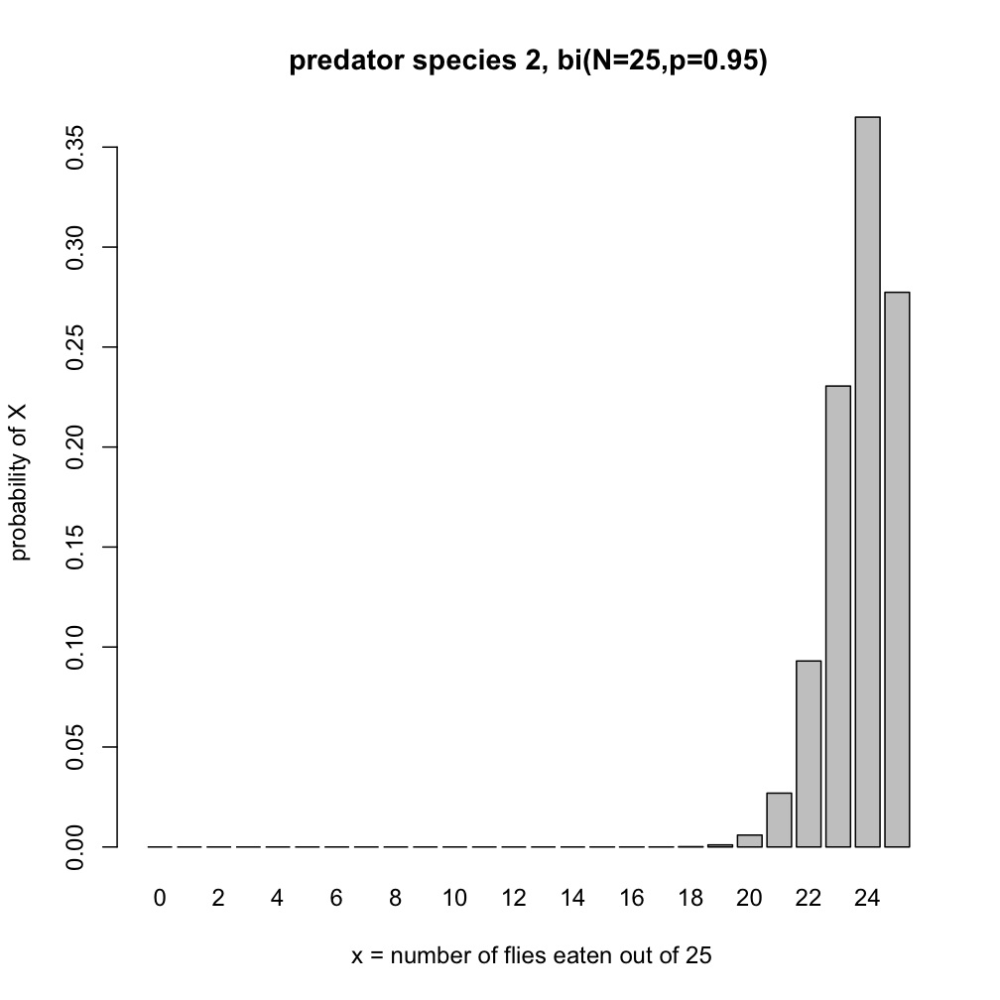 predator species 2, bi(N=25,p=0.95)
probability of X
0.35
0.30
0.25
0.20
0.15
0.10
0.05
0.00
0 2 4 6 8 10 12 14 16 18 20 22 24
x = number of flies eaten out of 25